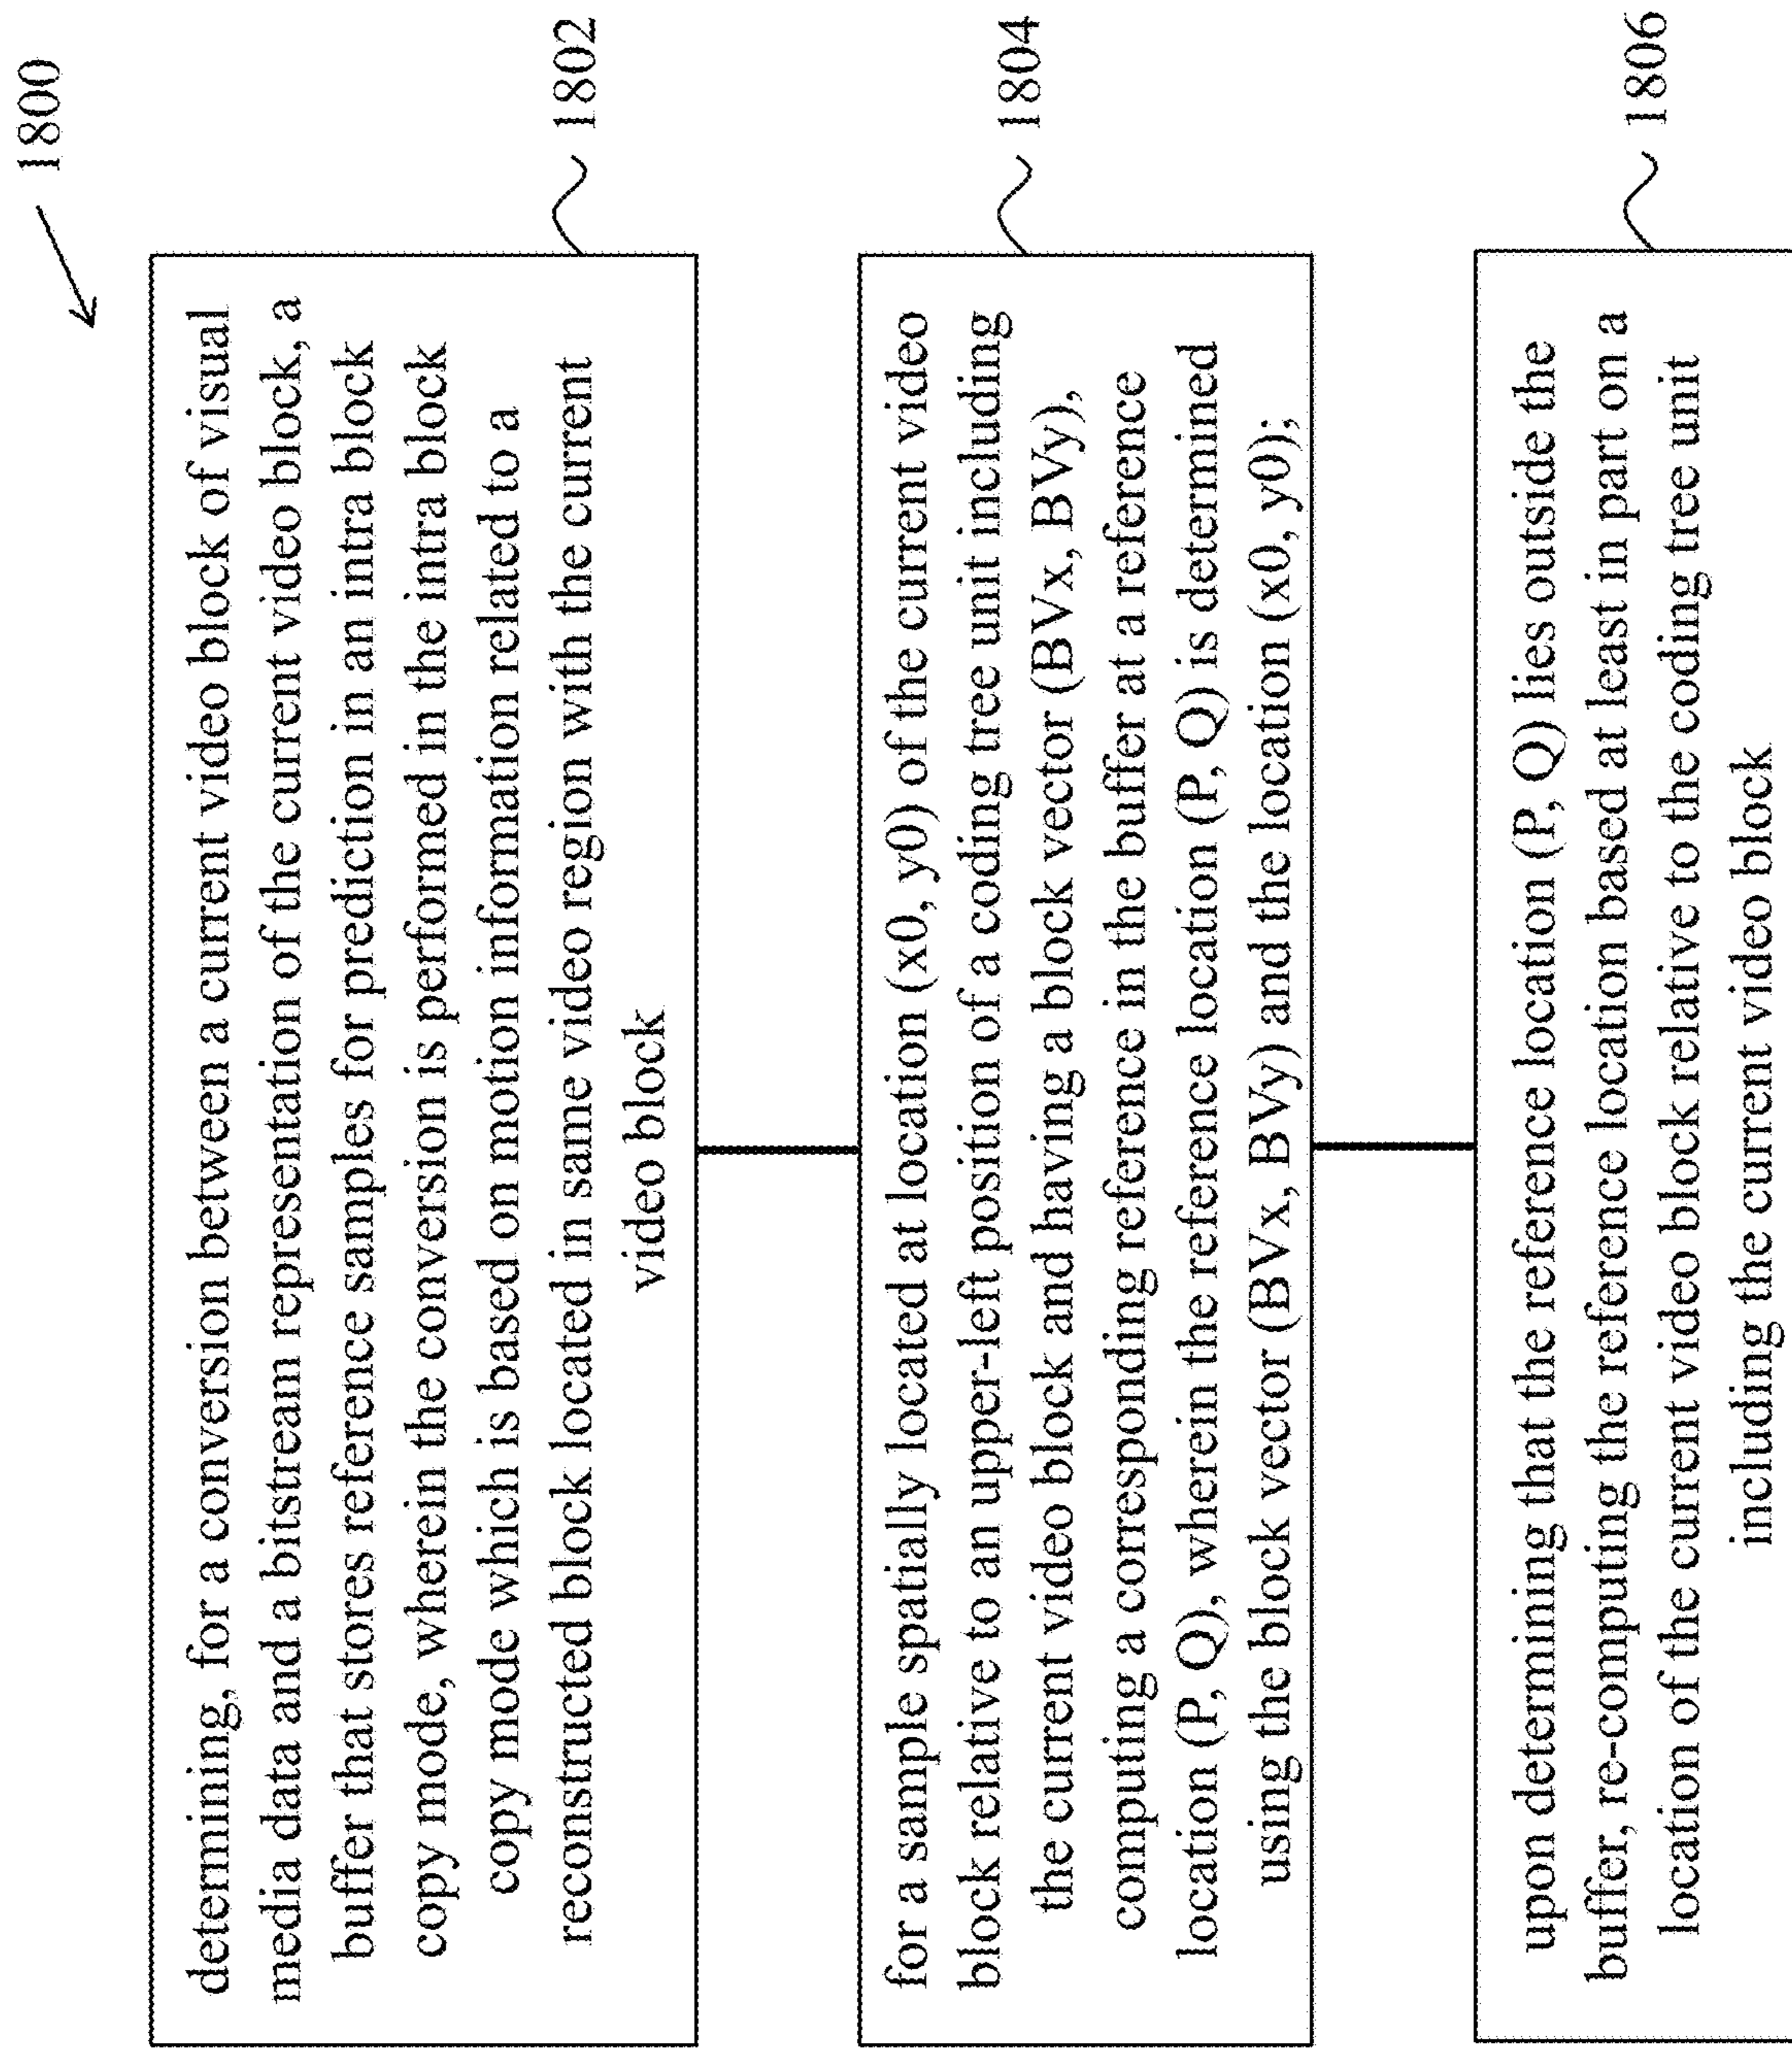 1800
determining, for a conversion between a current video block of visual
media data and a bitstream representation of the current video block, a
buffer that stores reference samples for prediction in an intra block
copy mode, wherein the conversion is performed in the intra block
copy mode which is based on motion information related to a
reconstructed block located in same video region with the current
video block
1802
for a sample spatially located at location (x0, y0) of the current video
block relative to an upper-left position of a coding tree unit including
the current video block and having a block vector (BVx, BVy),
computing a corresponding reference in the buffer at a reference
location (P, Q), wherein the reference location (P, Q) is determined
using the block vector (BVx, BVy) and the location (x0, y0);
1804
upon determining that the reference location (P, Q) lies outside the
buffer, re-computing the reference location based at least in part on a
location of the current video block relative to the coding tree unit
including the current video block
1806